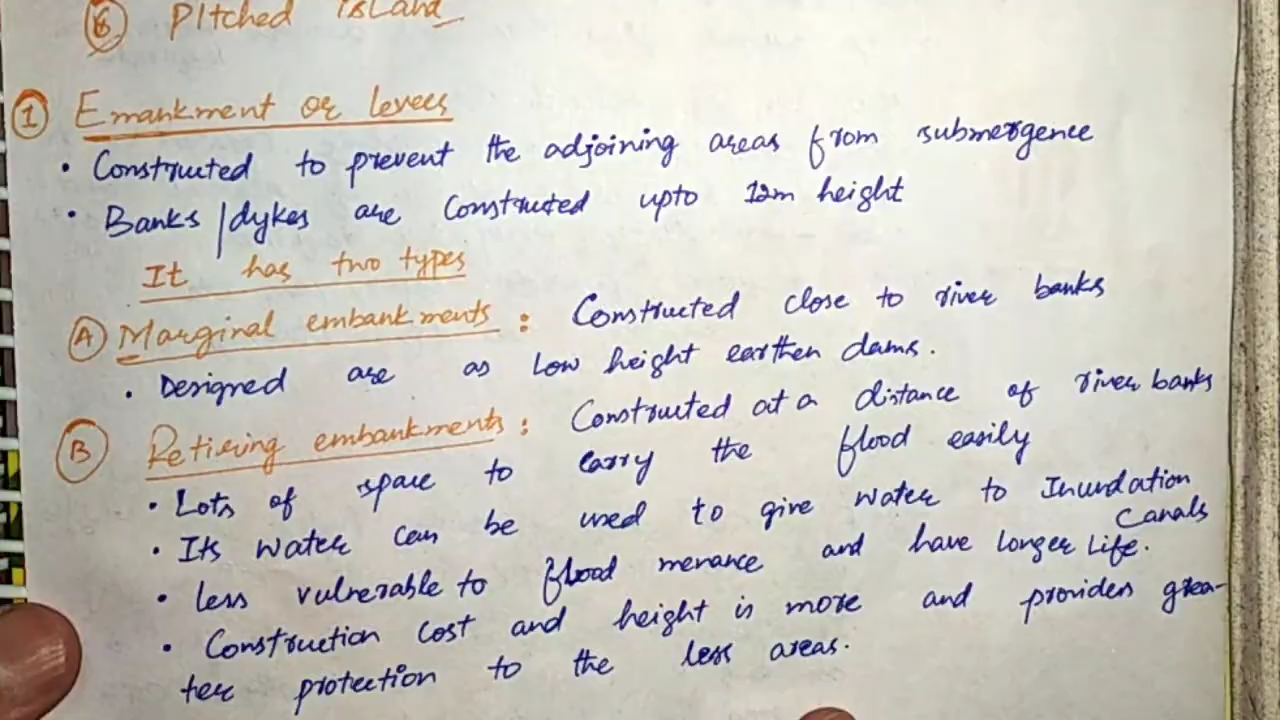 ⑥ Pitched island
① Emankment or levees
• Constructed to prevent the adjoining areas from submergence
• Banks/dykes are constructed upto 12m height
It has two types
Ⓐ Marginal embankments : Constructed close to river banks
• Designed are as low height earthen dams.
Ⓑ Retiring embankments : Constructed at a distance of river banks
• Lots of space to carry the flood easily
• Its water can be used to give water to Inundation
Canals
• less vulnerable to flood menance and have longer life.
• Construction cost and height is more and provides grea-
ter protection to the less areas.